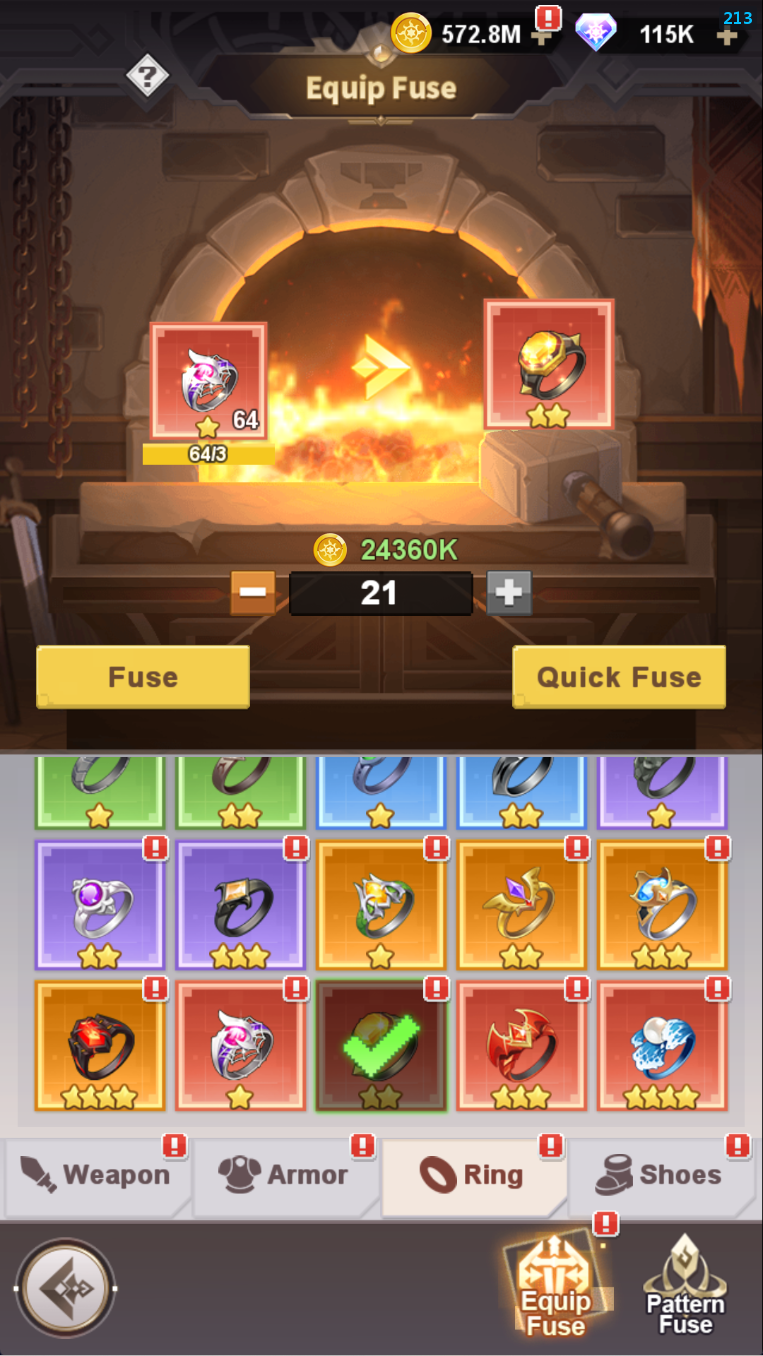 213
572.8M
115K
?
Equip Fuse
64
64/3
24360K
21
Fuse
Quick Fuse
Weapon
Armor
Ring
Shoes
Equip
Fuse
Pattern
Fuse